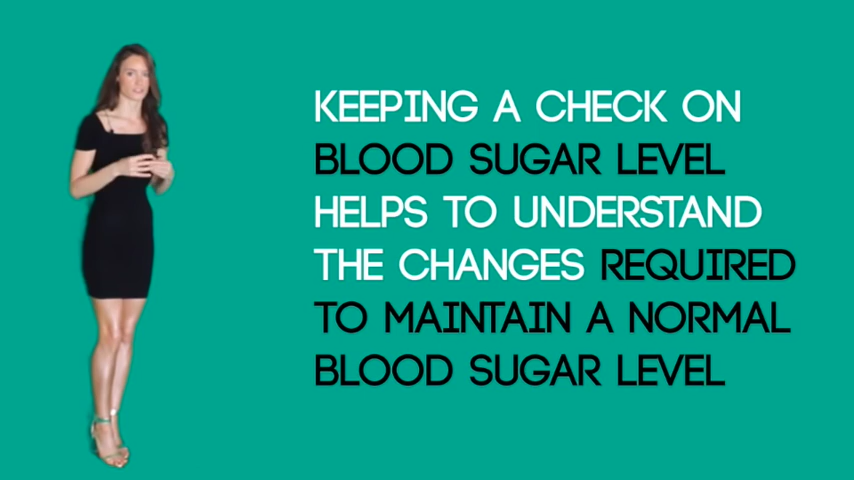 KEEPING A CHECK ON
BLOOD SUGAR LEVEL
HELPS TO UNDERSTAND
THE CHANGES REQUIRED
TO MAINTAIN A NORMAL
BLOOD SUGAR LEVEL